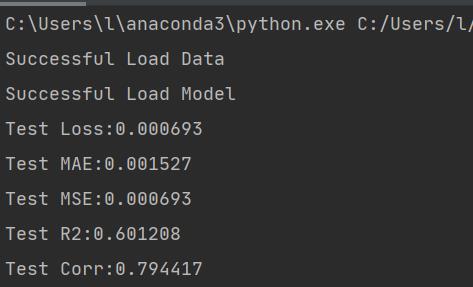 C:\Users\l\anaconda3\python.exe C:/Users/l/
Successful Load Data
Successful Load Model
Test Loss:0.000693
Test MAE:0.001527
Test MSE:0.000693
Test R2:0.601208
Test Corr:0.794417